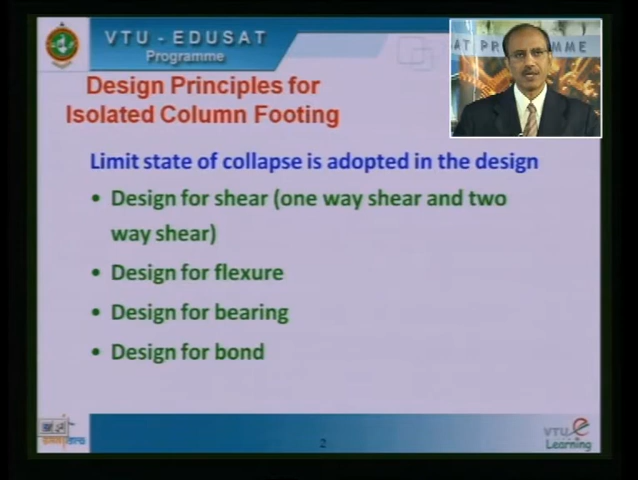 VTU - EDUSAT
Programme
AT PROGRAMME
Design Principles for
Isolated Column Footing
Limit state of collapse is adopted in the design
• Design for shear (one way shear and two
way shear)
• Design for flexure
• Design for bearing
• Design for bond
2
VTU e
Learning